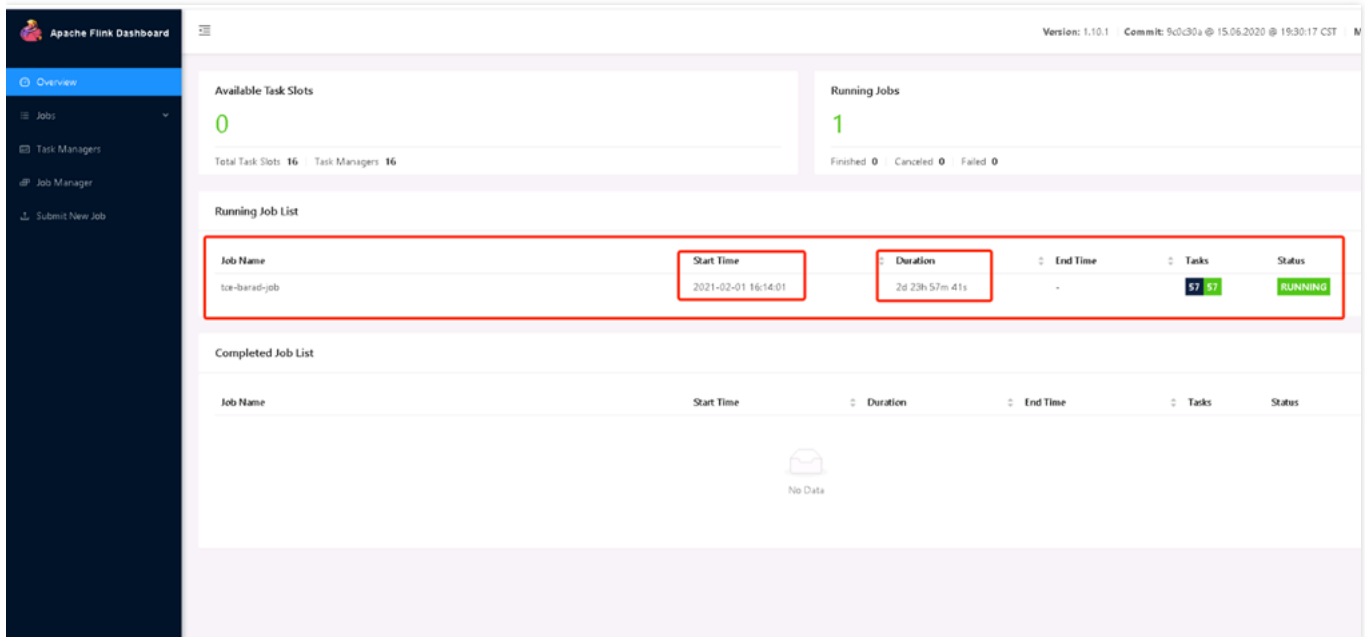 Apache Flink Dashboard
Version: 1.10.1 Commit: 9c0c30a @ 15.06.2020 @ 19:30:17 CST M
Overview
Jobs
Task Managers
Job Manager
Submit New Job
Available Task Slots
0
Total Task Slots 16 Task Managers 16
Running Jobs
1
Finished 0 Canceled 0 Failed 0
Running Job List
Job Name Start Time Duration End Time Tasks Status
tce-barad-job 2021-02-01 16:14:01 2d 23h 57m 41s - 57 57 RUNNING
Completed Job List
Job Name Start Time Duration End Time Tasks Status
No Data